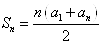 Sₙ = n(a₁ + aₙ) / 2